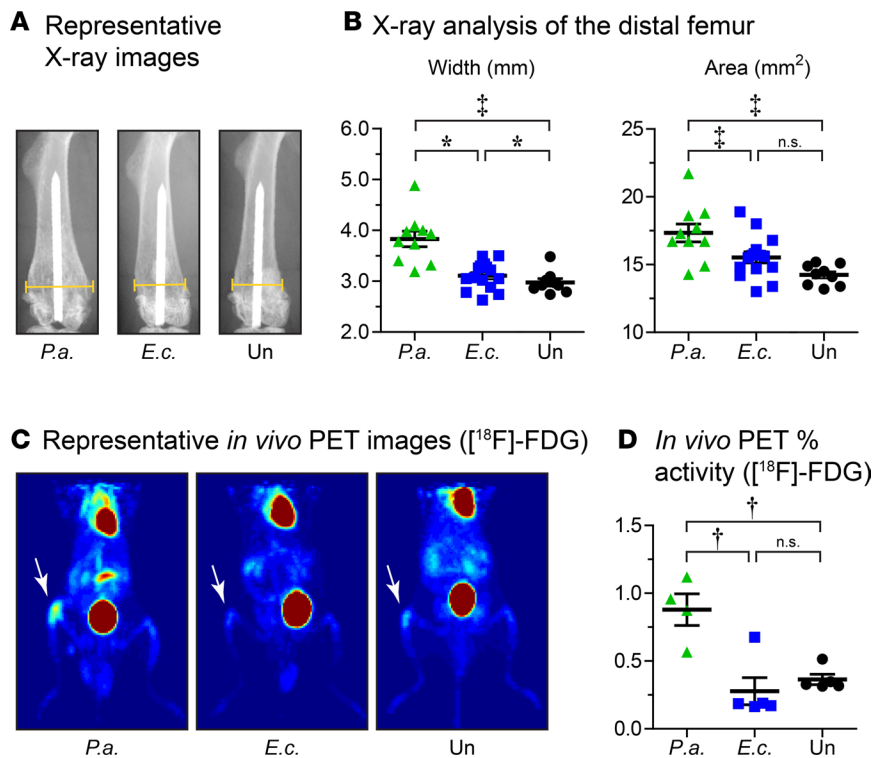 A Representative
X-ray images
P.a.
E.c.
Un
B X-ray analysis of the distal femur
Width (mm)
‡
*
*
6.0
5.0
4.0
3.0
2.0
P.a.
E.c.
Un
Area (mm²)
‡
‡
n.s.
25
20
15
10
P.a.
E.c.
Un
C Representative in vivo PET images ([¹⁸F]-FDG)
P.a.
E.c.
Un
D In vivo PET %
activity ([¹⁸F]-FDG)
†
†
n.s.
1.5
1.0
0.5
0.0
P.a.
E.c.
Un